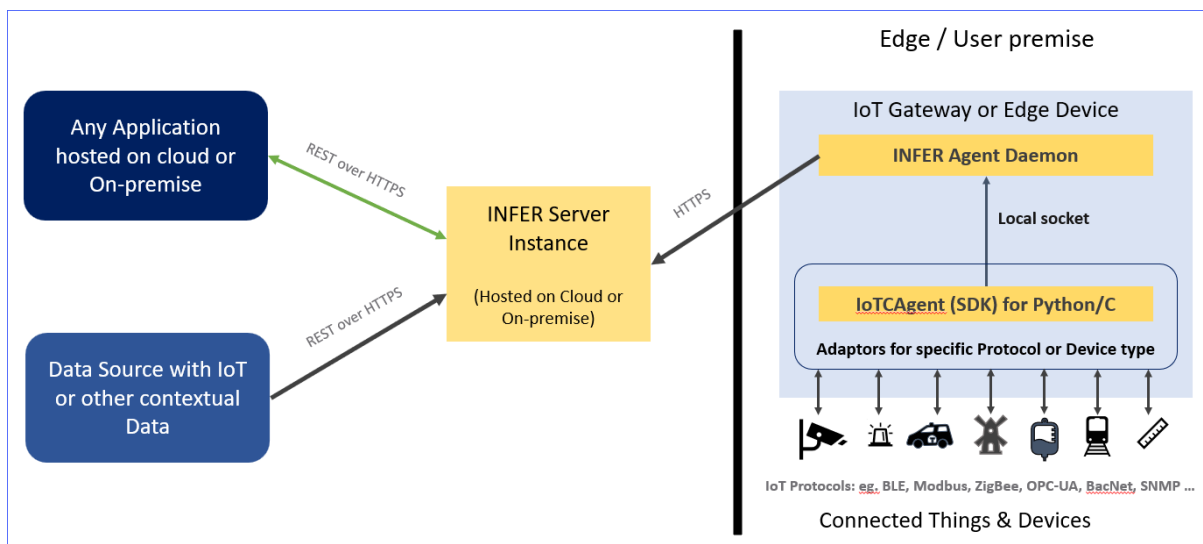 Edge / User premise
Any Application
hosted on cloud or
On-premise
REST over HTTPS
INFER Server
Instance
(Hosted on Cloud or
On-premise)
REST over HTTPS
Data Source with IoT
or other contextual
Data
HTTPS
IoT Gateway or Edge Device
INFER Agent Daemon
Local socket
IoTCAgent (SDK) for Python/C
Adaptors for specific Protocol or Device type
IoT Protocols: eg. BLE, Modbus, ZigBee, OPC-UA, BacNet, SNMP ...
Connected Things & Devices